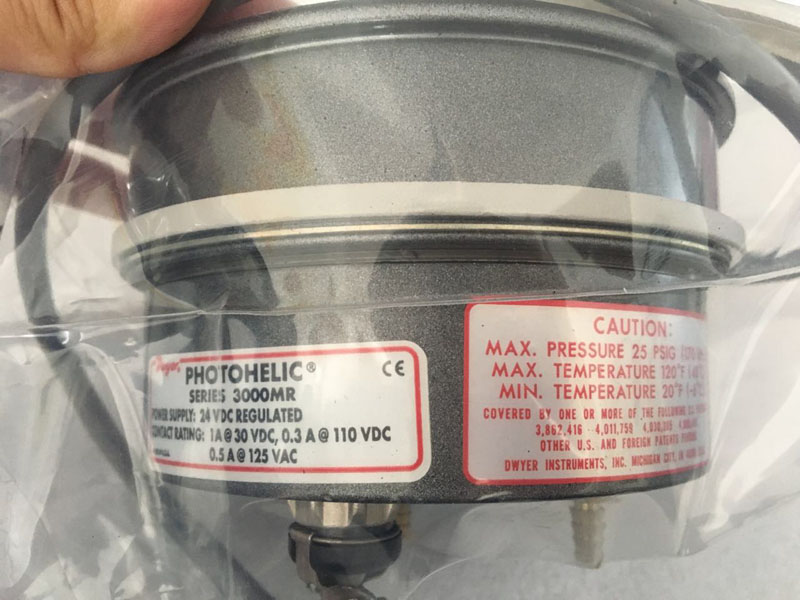 Dwyer
PHOTOHELIC® CE
SERIES 3000MR
POWER SUPPLY: 24 VDC REGULATED
CONTACT RATING: 1A @ 30 VDC, 0.3 A @ 110 VDC
0.5 A @ 125 VAC
CAUTION:
MAX. PRESSURE 25 PSIG
MAX. TEMPERATURE 120°F
MIN. TEMPERATURE 20°F
COVERED BY ONE OR MORE OF THE FOLLOWING U.S.
3,862,416 4,011,759
OTHER U.S. AND FOREIGN PATENTS PENDING
DWYER INSTRUMENTS, INC. MICHIGAN CITY,